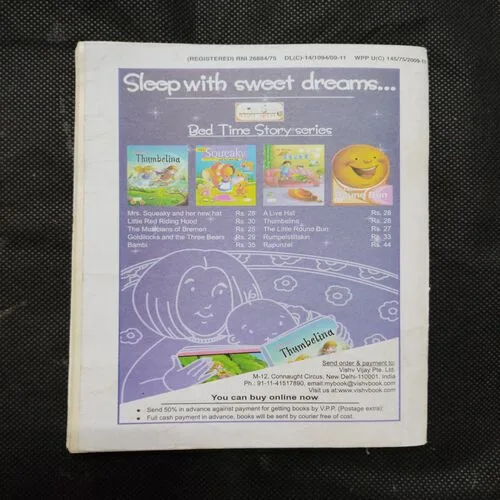 (REGISTERED) RNI 26884/75 DL(C)-14/1094/09-11 WPP U(C) 145/75/2009-11
Sleep with sweet dreams...
Bed Time Story series
Thumbelina
Squeaky
Round Bun
Mrs. Squeaky and her new hat Rs. 28
Little Red Riding Hood Rs. 30
The Musicians of Bremen Rs. 25
Goldilocks and the Three Bears Rs. 29
Bambi Rs. 35
A Live Hat Rs. 28
Thumbelina Rs. 28
The Little Round Bun Rs. 27
Rumpelstiltskin Rs. 33
Rapunzel Rs. 44
Thumbelina
Send order & payment to:
Vishv Vijay Pte. Ltd.
M-12, Connaught Circus, New Delhi-110001, India
Ph.: 91-11-41517890, email:mybook@vishvbook.com
Visit us at:www.vishvbook.com
You can buy online now
• Send 50% in advance against payment for getting books by V.P.P. (Postage extra):
• Full cash payment in advance, books will be sent by courier free of cost.